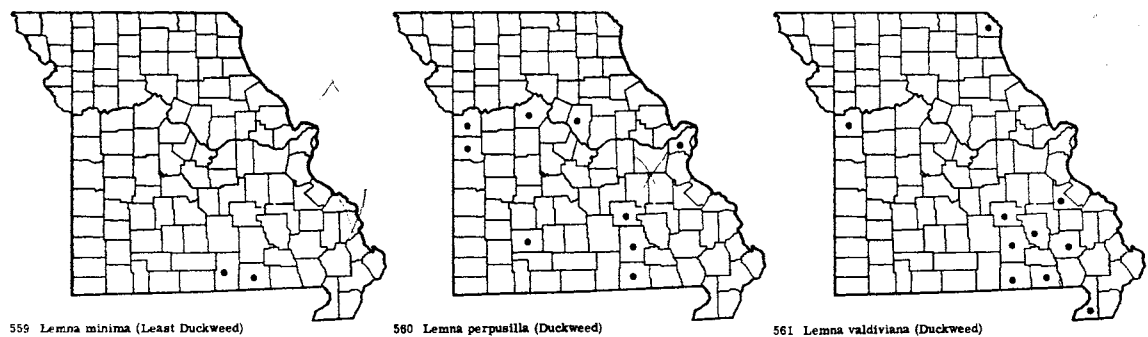 559 Lemna minima (Least Duckweed)
560 Lemna perpusilla (Duckweed)
561 Lemna valdiviana (Duckweed)